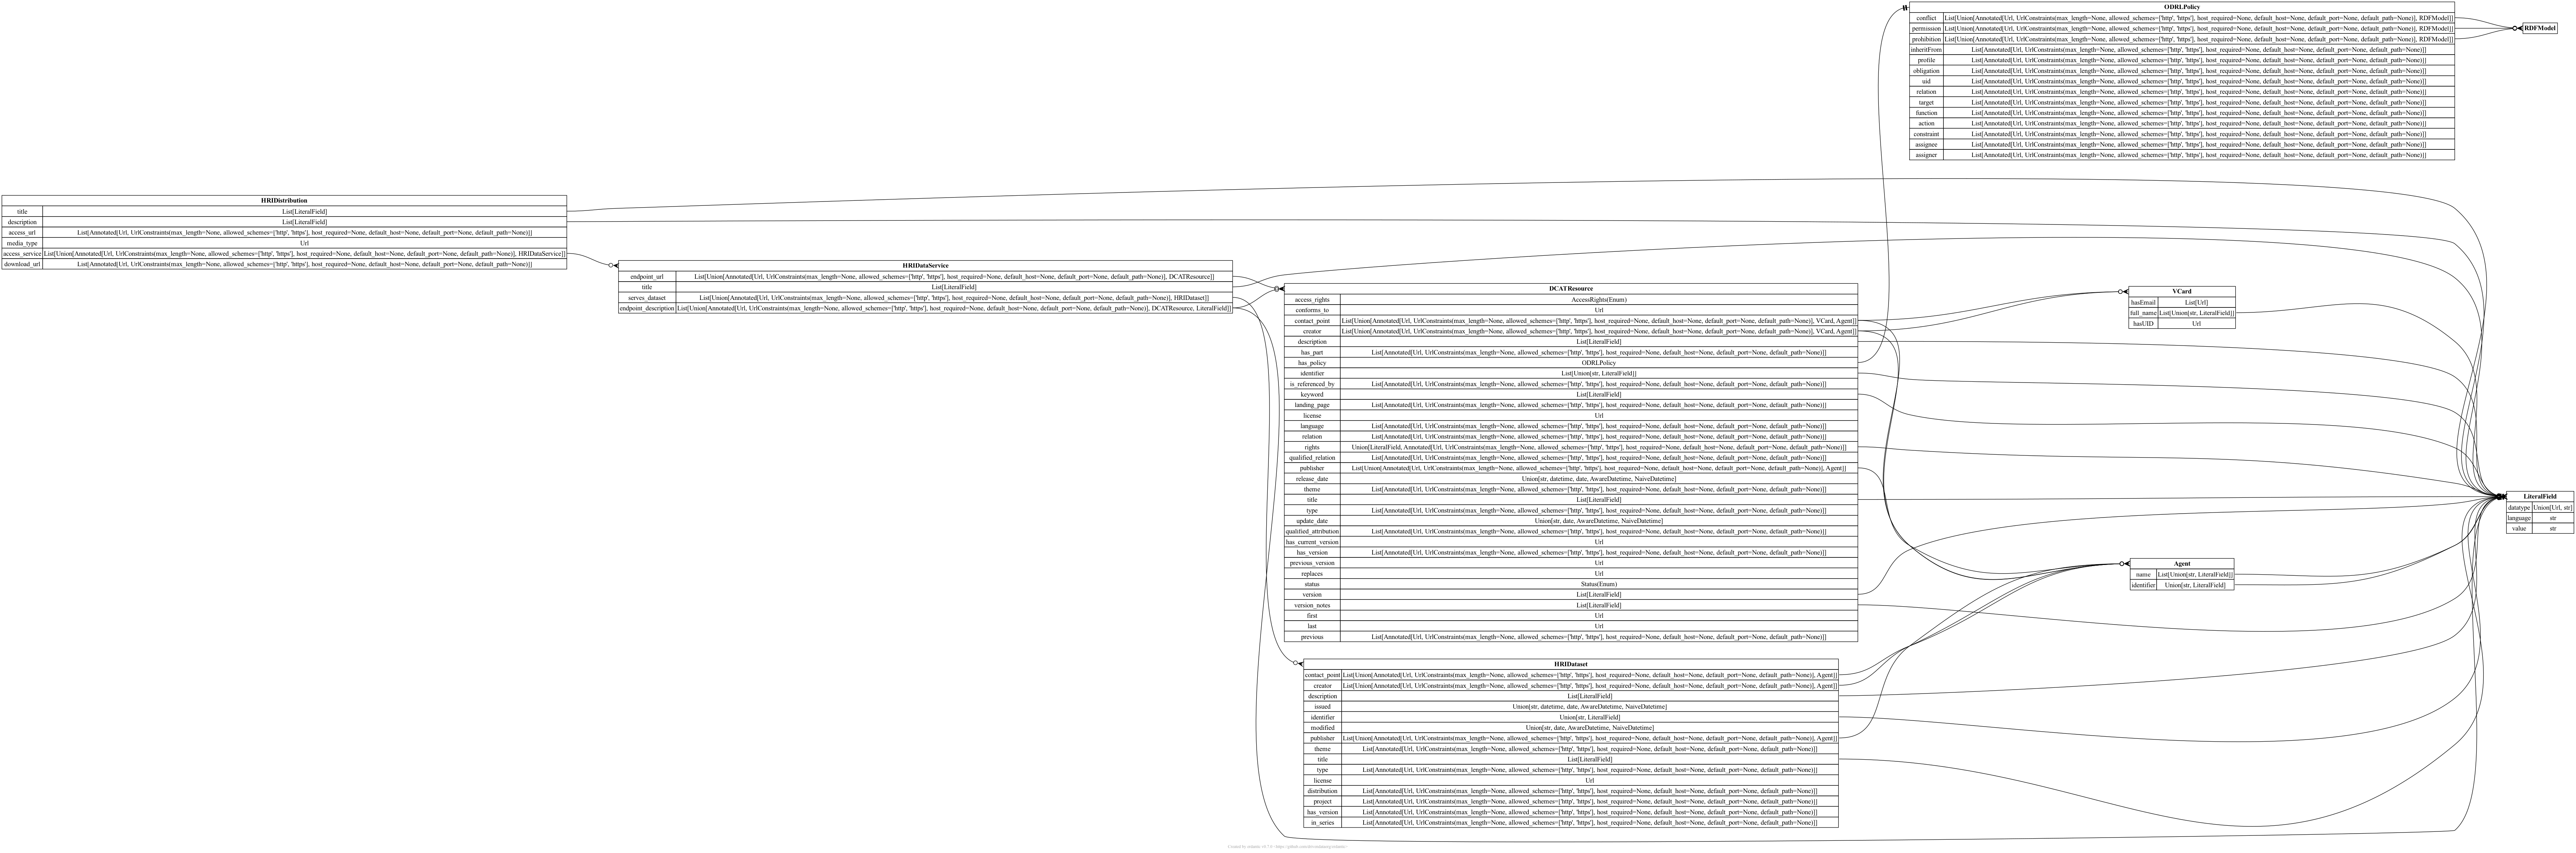 ODRLPolicy
conflict List[Union[Annotated[Url, UrlConstraints(max_length=None, allowed_schemes=['http', 'https'], host_required=None, default_host=None, default_port=None, default_path=None)], RDFModel]]
permission List[Union[Annotated[Url, UrlConstraints(max_length=None, allowed_schemes=['http', 'https'], host_required=None, default_host=None, default_port=None, default_path=None)], RDFModel]]
prohibition List[Union[Annotated[Url, UrlConstraints(max_length=None, allowed_schemes=['http', 'https'], host_required=None, default_host=None, default_port=None, default_path=None)], RDFModel]]
inheritFrom List[Annotated[Url, UrlConstraints(max_length=None, allowed_schemes=['http', 'https'], host_required=None, default_host=None, default_port=None, default_path=None)]]
profile List[Annotated[Url, UrlConstraints(max_length=None, allowed_schemes=['http', 'https'], host_required=None, default_host=None, default_port=None, default_path=None)]]
obligation List[Annotated[Url, UrlConstraints(max_length=None, allowed_schemes=['http', 'https'], host_required=None, default_host=None, default_port=None, default_path=None)]]
uid List[Annotated[Url, UrlConstraints(max_length=None, allowed_schemes=['http', 'https'], host_required=None, default_host=None, default_port=None, default_path=None)]]
relation List[Annotated[Url, UrlConstraints(max_length=None, allowed_schemes=['http', 'https'], host_required=None, default_host=None, default_port=None, default_path=None)]]
target List[Annotated[Url, UrlConstraints(max_length=None, allowed_schemes=['http', 'https'], host_required=None, default_host=None, default_port=None, default_path=None)]]
function List[Annotated[Url, UrlConstraints(max_length=None, allowed_schemes=['http', 'https'], host_required=None, default_host=None, default_port=None, default_path=None)]]
action List[Annotated[Url, UrlConstraints(max_length=None, allowed_schemes=['http', 'https'], host_required=None, default_host=None, default_port=None, default_path=None)]]
constraint List[Annotated[Url, UrlConstraints(max_length=None, allowed_schemes=['http', 'https'], host_required=None, default_host=None, default_port=None, default_path=None)]]
assignee List[Annotated[Url, UrlConstraints(max_length=None, allowed_schemes=['http', 'https'], host_required=None, default_host=None, default_port=None, default_path=None)]]
assigner List[Annotated[Url, UrlConstraints(max_length=None, allowed_schemes=['http', 'https'], host_required=None, default_host=None, default_port=None, default_path=None)]]
RDFModel
HRIDistribution
title List[LiteralField]
description List[LiteralField]
access_url List[Annotated[Url, UrlConstraints(max_length=None, allowed_schemes=['http', 'https'], host_required=None, default_host=None, default_port=None, default_path=None)]]
media_type Url
access_service List[Union[Annotated[Url, UrlConstraints(max_length=None, allowed_schemes=['http', 'https'], host_required=None, default_host=None, default_port=None, default_path=None)], HRIDataService]]
download_url List[Annotated[Url, UrlConstraints(max_length=None, allowed_schemes=['http', 'https'], host_required=None, default_host=None, default_port=None, default_path=None)]]
HRIDataService
endpoint_url List[Union[Annotated[Url, UrlConstraints(max_length=None, allowed_schemes=['http', 'https'], host_required=None, default_host=None, default_port=None, default_path=None)], DCATResource]]
title List[LiteralField]
serves_dataset List[Union[Annotated[Url, UrlConstraints(max_length=None, allowed_schemes=['http', 'https'], host_required=None, default_host=None, default_port=None, default_path=None)], HRIDataset]]
endpoint_description List[Union[Annotated[Url, UrlConstraints(max_length=None, allowed_schemes=['http', 'https'], host_required=None, default_host=None, default_port=None, default_path=None)], DCATResource, LiteralField]]
DCATResource
access_rights AccessRights(Enum)
conforms_to Url
contact_point List[Union[Annotated[Url, UrlConstraints(max_length=None, allowed_schemes=['http', 'https'], host_required=None, default_host=None, default_port=None, default_path=None)], VCard, Agent]]
creator List[Union[Annotated[Url, UrlConstraints(max_length=None, allowed_schemes=['http', 'https'], host_required=None, default_host=None, default_port=None, default_path=None)], VCard, Agent]]
description List[LiteralField]
has_part List[Annotated[Url, UrlConstraints(max_length=None, allowed_schemes=['http', 'https'], host_required=None, default_host=None, default_port=None, default_path=None)]]
has_policy ODRLPolicy
identifier List[Union[str, LiteralField]]
is_referenced_by List[Annotated[Url, UrlConstraints(max_length=None, allowed_schemes=['http', 'https'], host_required=None, default_host=None, default_port=None, default_path=None)]]
keyword List[LiteralField]
landing_page List[Annotated[Url, UrlConstraints(max_length=None, allowed_schemes=['http', 'https'], host_required=None, default_host=None, default_port=None, default_path=None)]]
license Url
language List[Annotated[Url, UrlConstraints(max_length=None, allowed_schemes=['http', 'https'], host_required=None, default_host=None, default_port=None, default_path=None)]]
relation List[Annotated[Url, UrlConstraints(max_length=None, allowed_schemes=['http', 'https'], host_required=None, default_host=None, default_port=None, default_path=None)]]
rights Union[LiteralField, Annotated[Url, UrlConstraints(max_length=None, allowed_schemes=['http', 'https'], host_required=None, default_host=None, default_port=None, default_path=None)]]
qualified_relation List[Annotated[Url, UrlConstraints(max_length=None, allowed_schemes=['http', 'https'], host_required=None, default_host=None, default_port=None, default_path=None)]]
publisher List[Union[Annotated[Url, UrlConstraints(max_length=None, allowed_schemes=['http', 'https'], host_required=None, default_host=None, default_port=None, default_path=None)], Agent]]
release_date Union[str, datetime, date, AwareDatetime, NaiveDatetime]
theme List[Annotated[Url, UrlConstraints(max_length=None, allowed_schemes=['http', 'https'], host_required=None, default_host=None, default_port=None, default_path=None)]]
title List[LiteralField]
type List[Annotated[Url, UrlConstraints(max_length=None, allowed_schemes=['http', 'https'], host_required=None, default_host=None, default_port=None, default_path=None)]]
update_date Union[str, date, AwareDatetime, NaiveDatetime]
qualified_attribution List[Annotated[Url, UrlConstraints(max_length=None, allowed_schemes=['http', 'https'], host_required=None, default_host=None, default_port=None, default_path=None)]]
has_current_version Url
has_version List[Annotated[Url, UrlConstraints(max_length=None, allowed_schemes=['http', 'https'], host_required=None, default_host=None, default_port=None, default_path=None)]]
previous_version Url
replaces Url
status Status(Enum)
version List[LiteralField]
version_notes List[LiteralField]
first Url
last Url
previous List[Annotated[Url, UrlConstraints(max_length=None, allowed_schemes=['http', 'https'], host_required=None, default_host=None, default_port=None, default_path=None)]]
VCard
hasEmail List[Url]
full_name List[Union[str, LiteralField]]
hasUID Url
LiteralField
datatype Union[Url, str]
language str
value str
Agent
name List[Union[str, LiteralField]]
identifier Union[str, LiteralField]
HRIDataset
contact_point List[Union[Annotated[Url, UrlConstraints(max_length=None, allowed_schemes=['http', 'https'], host_required=None, default_host=None, default_port=None, default_path=None)], Agent]]
creator List[Union[Annotated[Url, UrlConstraints(max_length=None, allowed_schemes=['http', 'https'], host_required=None, default_host=None, default_port=None, default_path=None)], Agent]]
description List[LiteralField]
issued Union[str, datetime, date, AwareDatetime, NaiveDatetime]
identifier Union[str, LiteralField]
modified Union[str, date, AwareDatetime, NaiveDatetime]
publisher List[Union[Annotated[Url, UrlConstraints(max_length=None, allowed_schemes=['http', 'https'], host_required=None, default_host=None, default_port=None, default_path=None)], Agent]]
theme List[Annotated[Url, UrlConstraints(max_length=None, allowed_schemes=['http', 'https'], host_required=None, default_host=None, default_port=None, default_path=None)]]
title List[LiteralField]
type List[Annotated[Url, UrlConstraints(max_length=None, allowed_schemes=['http', 'https'], host_required=None, default_host=None, default_port=None, default_path=None)]]
license Url
distribution List[Annotated[Url, UrlConstraints(max_length=None, allowed_schemes=['http', 'https'], host_required=None, default_host=None, default_port=None, default_path=None)]]
project List[Annotated[Url, UrlConstraints(max_length=None, allowed_schemes=['http', 'https'], host_required=None, default_host=None, default_port=None, default_path=None)]]
has_version List[Annotated[Url, UrlConstraints(max_length=None, allowed_schemes=['http', 'https'], host_required=None, default_host=None, default_port=None, default_path=None)]]
in_series List[Annotated[Url, UrlConstraints(max_length=None, allowed_schemes=['http', 'https'], host_required=None, default_host=None, default_port=None, default_path=None)]]